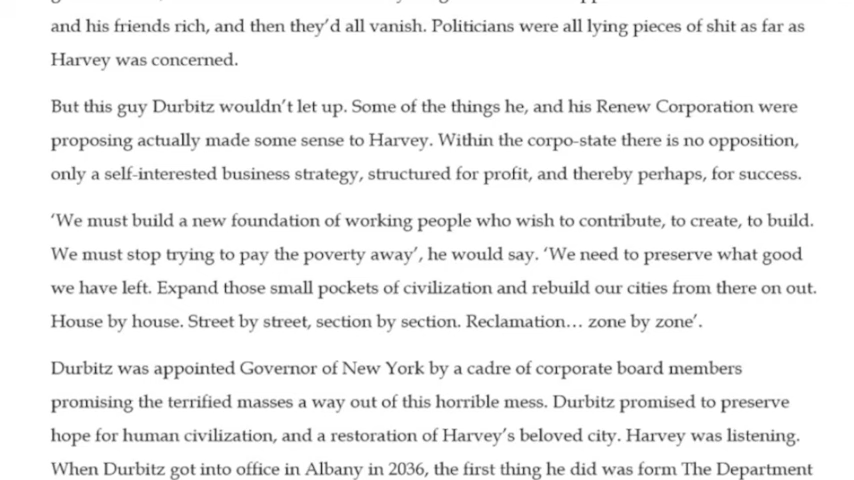 and his friends rich, and then they’d all vanish. Politicians were all lying pieces of shit as far as
Harvey was concerned.
But this guy Durbitz wouldn’t let up. Some of the things he, and his Renew Corporation were
proposing actually made some sense to Harvey. Within the corpo-state there is no opposition,
only a self-interested business strategy, structured for profit, and thereby perhaps, for success.
‘We must build a new foundation of working people who wish to contribute, to create, to build.
We must stop trying to pay the poverty away’, he would say. ‘We need to preserve what good
we have left. Expand those small pockets of civilization and rebuild our cities from there on out.
House by house. Street by street, section by section. Reclamation… zone by zone’.
Durbitz was appointed Governor of New York by a cadre of corporate board members
promising the terrified masses a way out of this horrible mess. Durbitz promised to preserve
hope for human civilization, and a restoration of Harvey’s beloved city. Harvey was listening.
When Durbitz got into office in Albany in 2036, the first thing he did was form The Department